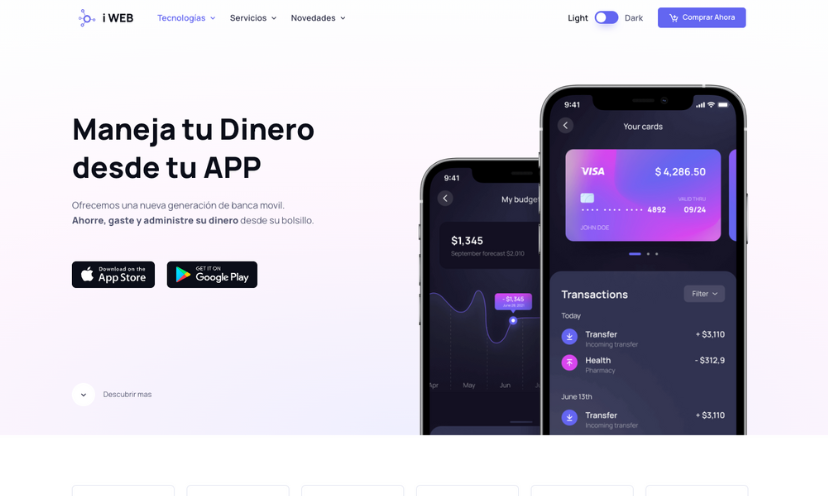 i WEB
Tecnologías
Servicios
Novedades
Light
Dark
Comprar Ahora
Maneja tu Dinero
desde tu APP
Ofrecemos una nueva generación de banca movil.
Ahorre, gaste y administre su dinero desde su bolsillo.
Download on the
App Store
GET IT ON
Google Play
Descubrir mas
9:41
My budget
$1,345
September forecast $2,010
- $1,345
Apr
May
Jun
9:41
Your cards
VISA
$ 4,286.50
VALID THRU
4892
09/24
JOHN DOE
Transactions
Filter
Today
Transfer
+ $3,110
Incoming transfer
Health
- $312,9
Pharmacy
June 13th
Transfer
+ $3,110
Incoming transfer